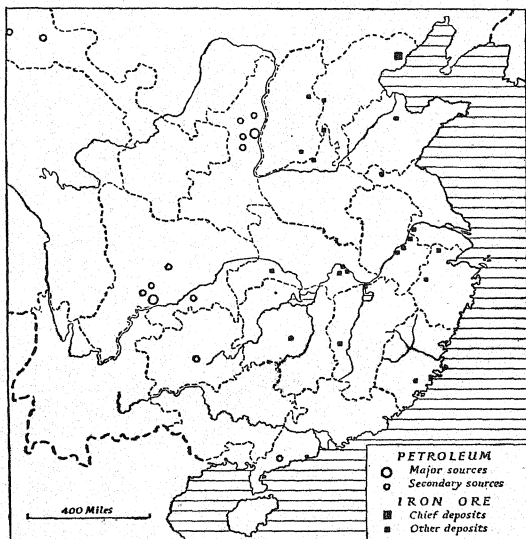 PETROLEUM
Major sources
Secondary sources
IRON ORE
Chief deposits
Other deposits
400 Miles